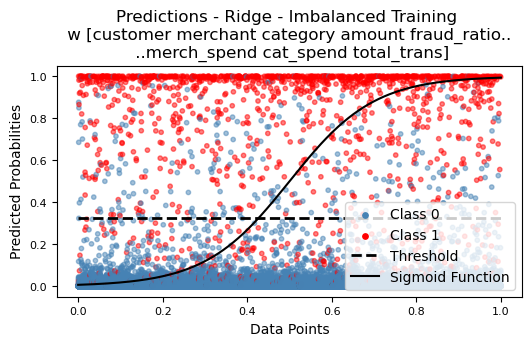 Predictions - Ridge - Imbalanced Training
w [customer merchant category amount fraud_ratio..
..merch_spend cat_spend total_trans]
Predicted Probabilities
1.0
0.8
0.6
0.4
0.2
0.0
Class 0
Class 1
Threshold
Sigmoid Function
0.0 0.2 0.4 0.6 0.8 1.0
Data Points